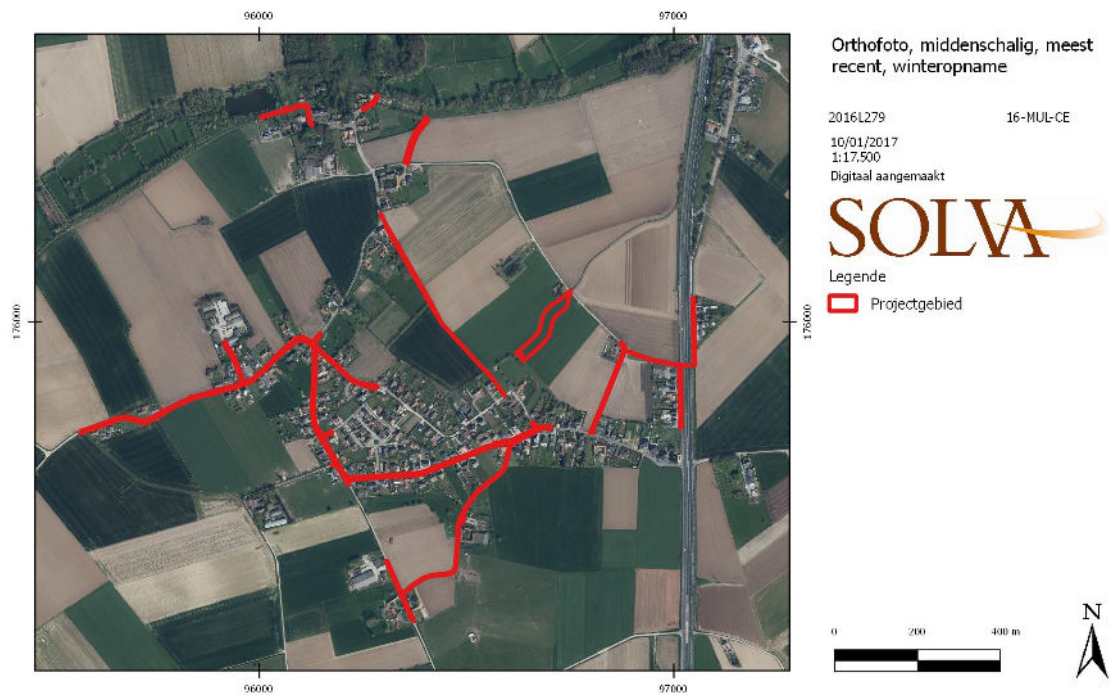 96000
97000
176000
176000
96000
97000
Orthofoto, middenschalig, meest
recent, winteropname
2016L279
16-MUL-CE
10/01/2017
1:17.500
Digitaal aangemaakt
SOLVA
Legende
Projectgebied
0
200
400 m
N